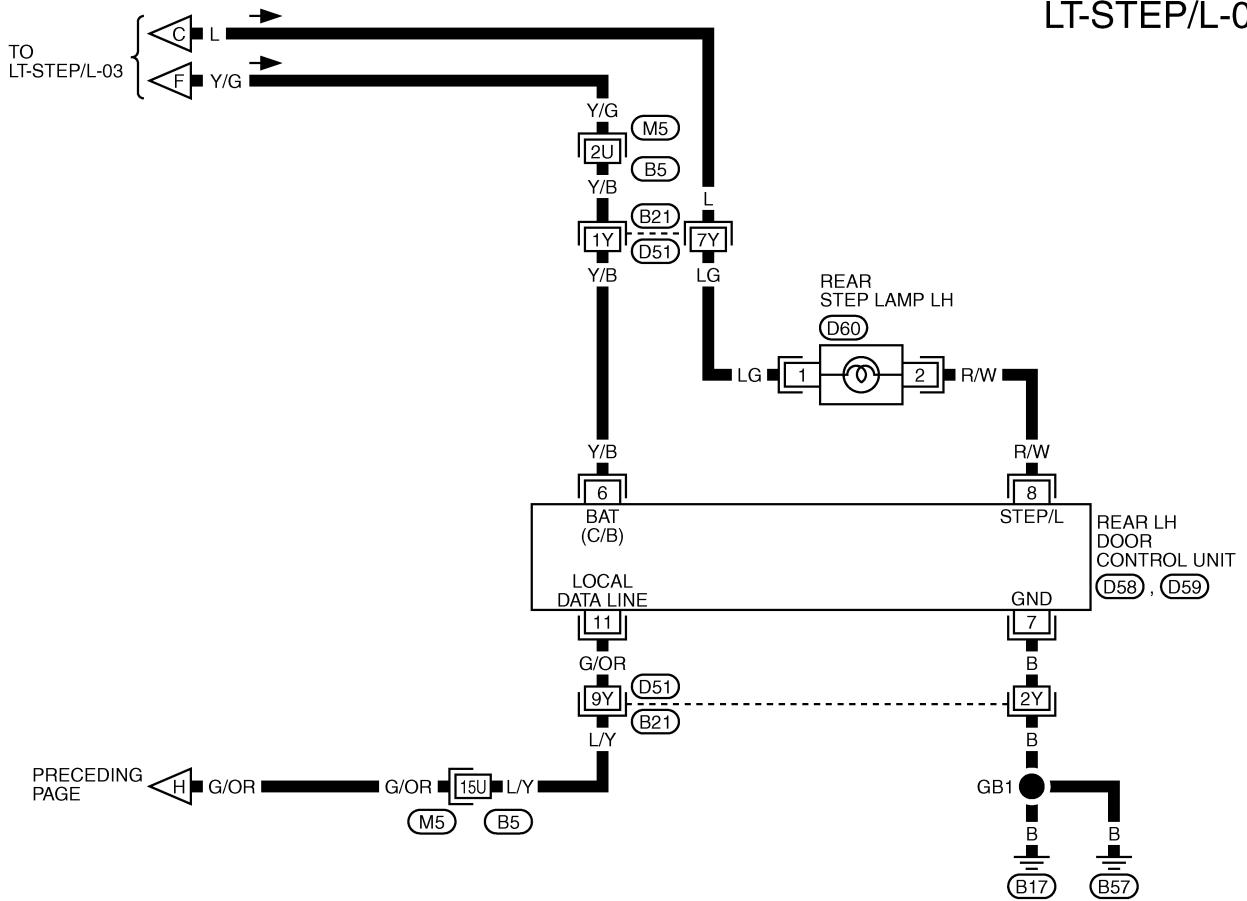 LT-STEP/L-0
TO
LT-STEP/L-03
C
L
F
Y/G
Y/G
M5
2U
B5
Y/B
L
B21
1Y
7Y
D51
Y/B
LG
REAR
STEP LAMP LH
D60
LG
1
2
R/W
Y/B
R/W
6
8
BAT
(C/B)
STEP/L
REAR LH
DOOR
CONTROL UNIT
D58 , D59
LOCAL
DATA LINE
GND
11
7
G/OR
B
D51
9Y
2Y
B21
L/Y
B
PRECEDING
PAGE
H
G/OR
G/OR
15U
L/Y
GB1
M5
B5
B
B
B17
B57